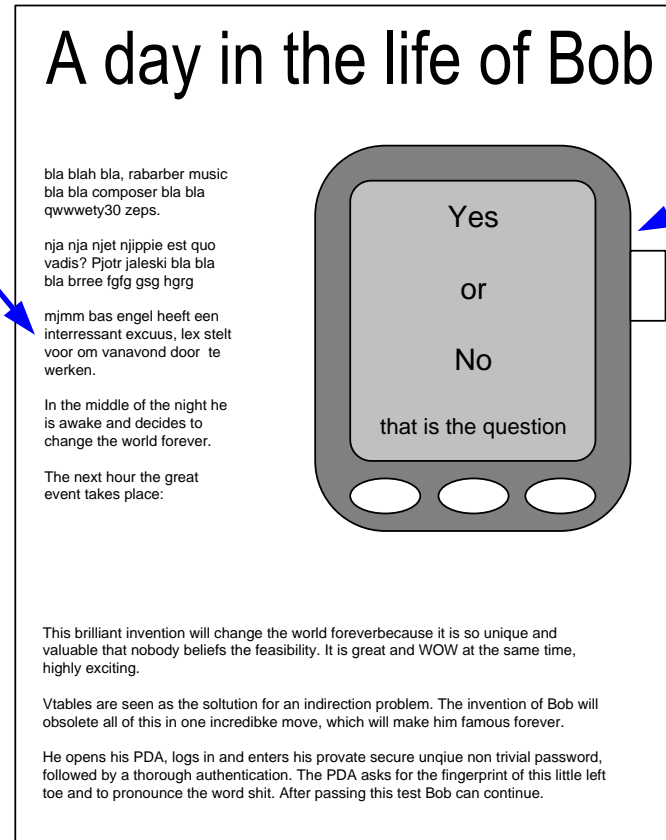 A day in the life of Bob
bla blah bla, rabarber music
bla bla composer bla bla
qwwwety30 zeps.
nja nja njet njippie est quo
vadis? Pjotr jaleski bla bla
bla brree fgfg gsg hgrg
mjmm bas engel heeft een
interressant excuus, lex stelt
voor om vanavond door te
werken.
In the middle of the night he
is awake and decides to
change the world forever.
The next hour the great
event takes place:
Yes
or
No
that is the question
This brilliant invention will change the world foreverbecause it is so unique and
valuable that nobody beliefs the feasibility. It is great and WOW at the same time,
highly exciting.
Vtables are seen as the soltution for an indirection problem. The invention of Bob will
obsolete all of this in one incredibke move, which will make him famous forever.
He opens his PDA, logs in and enters his provate secure unqiue non trivial password,
followed by a thorough authentication. The PDA asks for the fingerprint of this little left
toe and to pronounce the word shit. After passing this test Bob can continue.